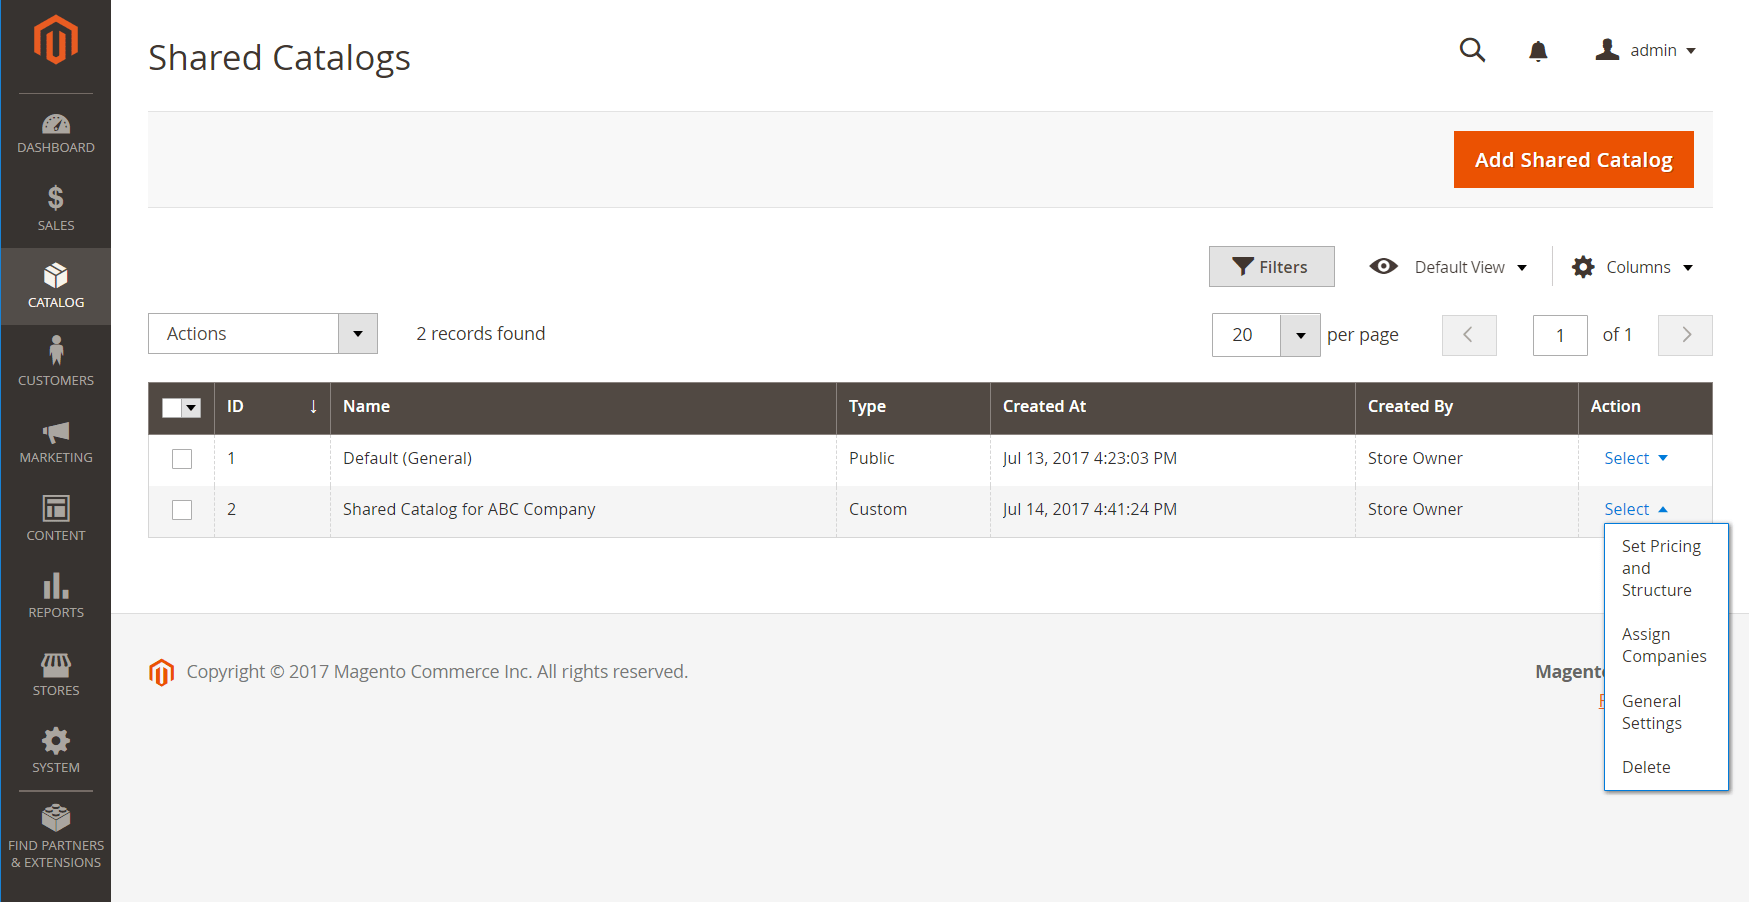 Shared Catalogs
admin
Add Shared Catalog
Filters
Default View
Columns
Actions
2 records found
20
per page
1
of 1
ID ↓ Name Type Created At Created By Action
1 Default (General) Public Jul 13, 2017 4:23:03 PM Store Owner Select
2 Shared Catalog for ABC Company Custom Jul 14, 2017 4:41:24 PM Store Owner Select
Set Pricing
and
Structure
Assign
Companies
General
Settings
Delete
Copyright © 2017 Magento Commerce Inc. All rights reserved.
DASHBOARD
$
SALES
CATALOG
CUSTOMERS
MARKETING
CONTENT
REPORTS
STORES
SYSTEM
FIND PARTNERS
& EXTENSIONS